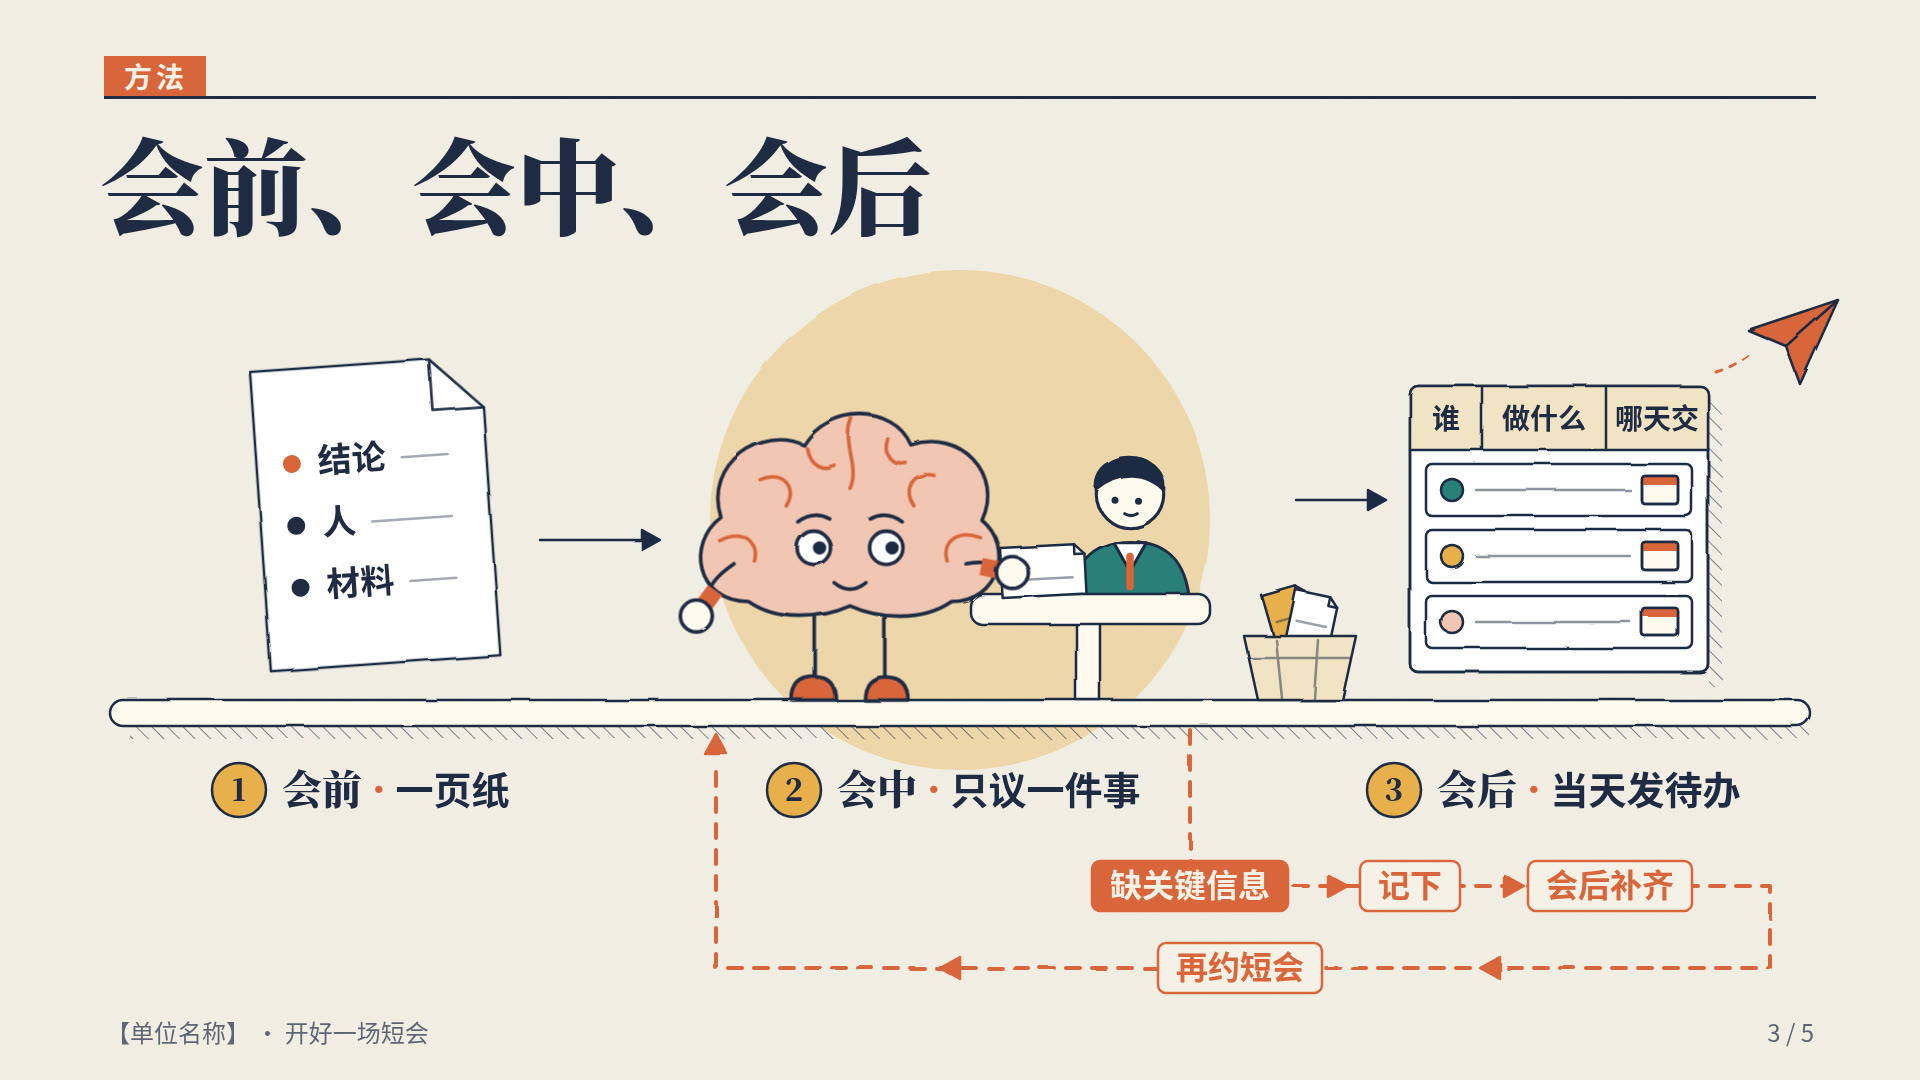 方法
会前、会中、会后
结论
人
材料
谁 做什么 哪天交
1 会前·一页纸
2 会中·只议一件事
3 会后·当天发待办
缺关键信息 记下 会后补齐
再约短会
【单位名称】 · 开好一场短会
3 / 5